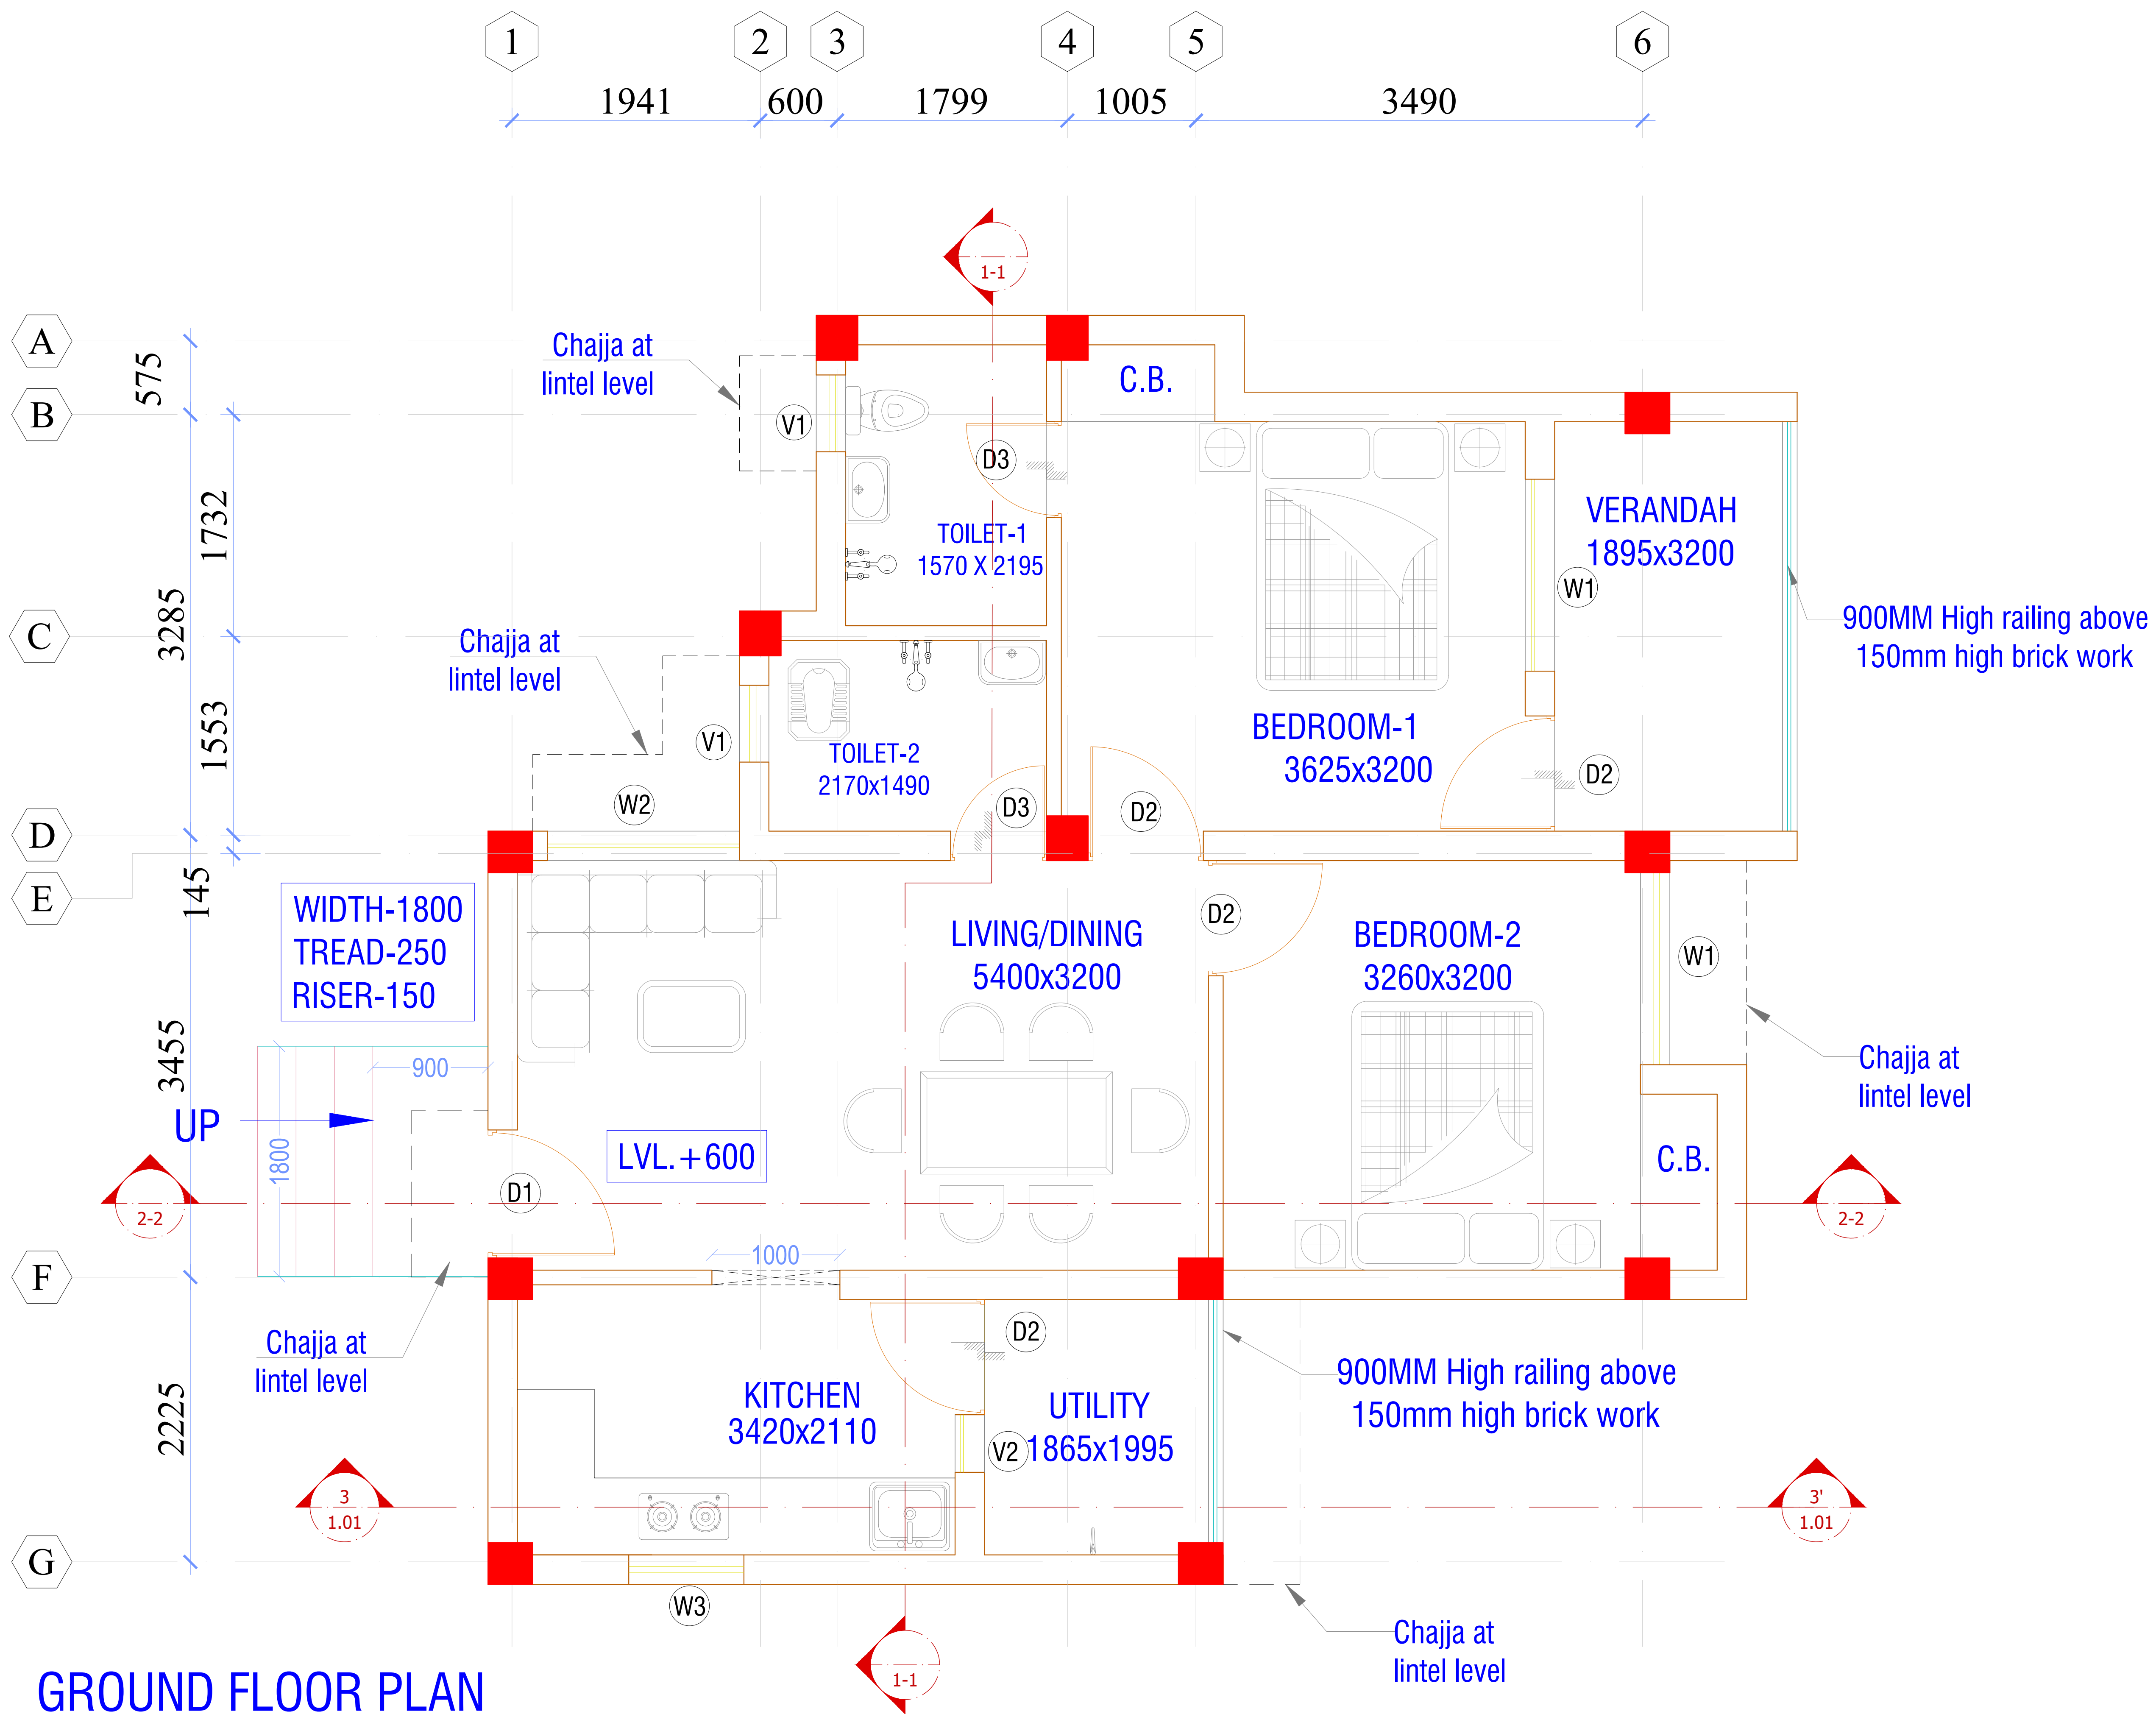 1
2
3
4
5
6
1941
600
1799
1005
3490
1-1
A
575
Chajja at
lintel level
C.B.
B
V1
D3
1732
TOILET-1
1570 X 2195
VERANDAH
1895x3200
W1
900MM High railing above
150mm high brick work
C
3285
Chajja at
lintel level
1553
V1
TOILET-2
2170x1490
BEDROOM-1
3625x3200
D2
W2
D3
D2
D
E
145
WIDTH-1800
TREAD-250
RISER-150
LIVING/DINING
5400x3200
D2
BEDROOM-2
3260x3200
W1
3455
900
Chajja at
lintel level
UP
1800
LVL.+600
C.B.
D1
2-2
2-2
1000
F
Chajja at
lintel level
D2
900MM High railing above
150mm high brick work
2225
KITCHEN
3420x2110
UTILITY
1865x1995
V2
3
1.01
3'
1.01
G
W3
Chajja at
lintel level
1-1
GROUND FLOOR PLAN